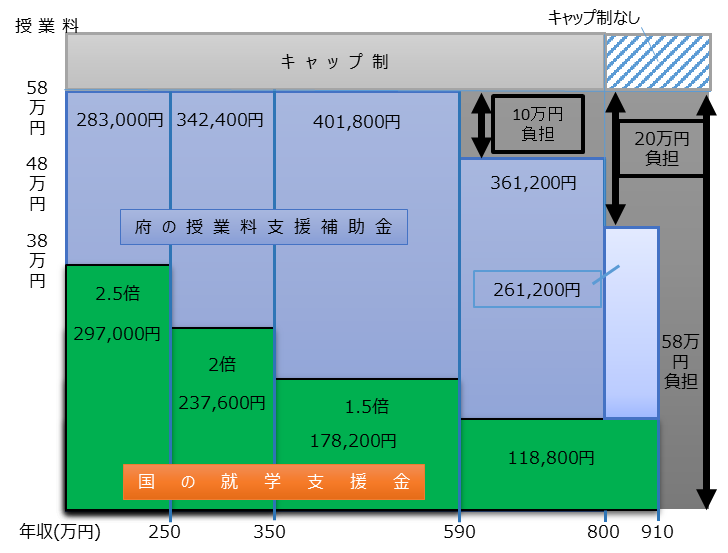 キャップ制なし
授業料
キャップ制
58
万
円
283,000円
342,400円
401,800円
10万円
負担
20万円
負担
48
万
円
361,200円
府の授業料支援補助金
38
万
円
261,200円
2.5倍
297,000円
2倍
237,600円
1.5倍
178,200円
118,800円
58万
円
負担
国の就学支援金
年収(万円)
250
350
590
800
910